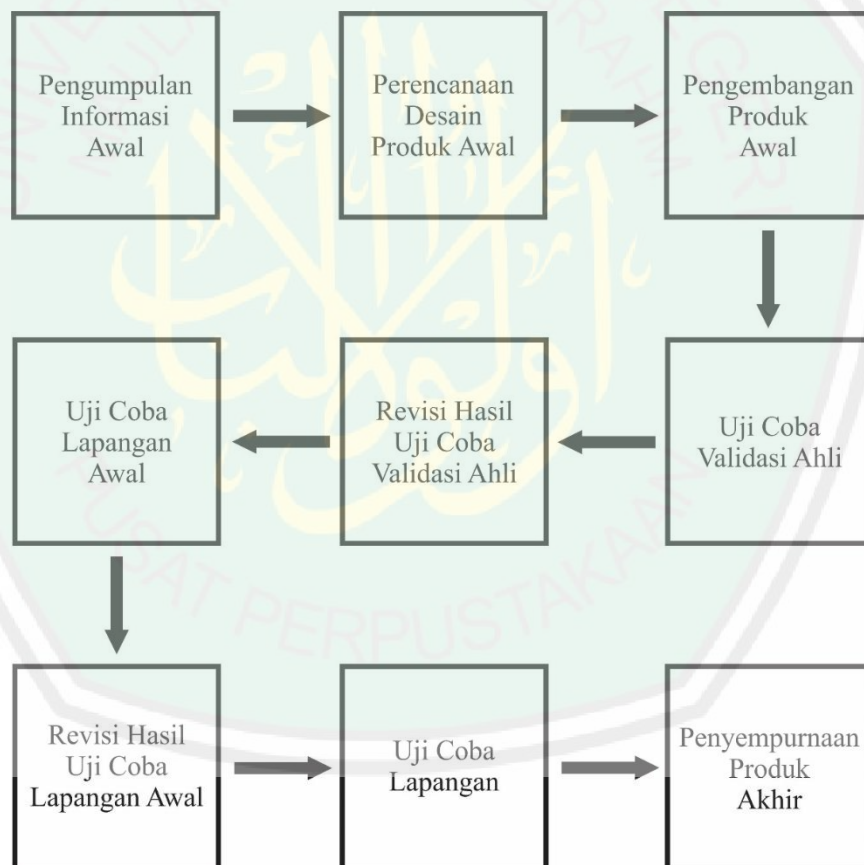 Pengumpulan
Informasi
Awal
Perencanaan
Desain
Produk Awal
Pengembangan
Produk
Awal
Uji Coba
Validasi Ahli
Revisi Hasil
Uji Coba
Validasi Ahli
Uji Coba
Lapangan
Awal
Revisi Hasil
Uji Coba
Lapangan Awal
Uji Coba
Lapangan
Penyempurnaan
Produk
Akhir
PUSAT PERPUSTAKAAN